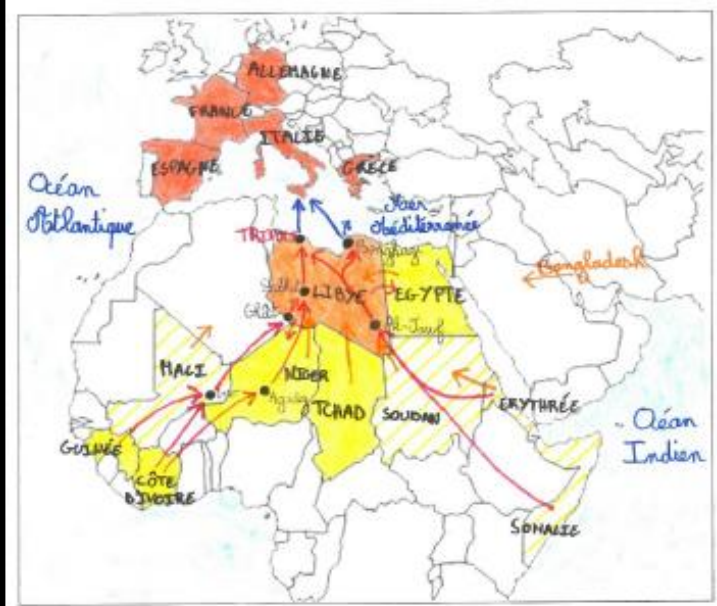 ALLEMAGNE
FRANCE
ITALIE
ESPAGNE
GRÈCE
Océan
Atlantique
Mer
Méditerranée
TRIPOLI
Benghazi
Bangladesh
Sebha
LIBYE
EGYPTE
Ghât
Al-Jawf
MALI
NIGER
Agadez
TCHAD
SOUDAN
ERYTHRÉE
GUINÉE
CÔTE
D'IVOIRE
Océan
Indien
SOMALIE